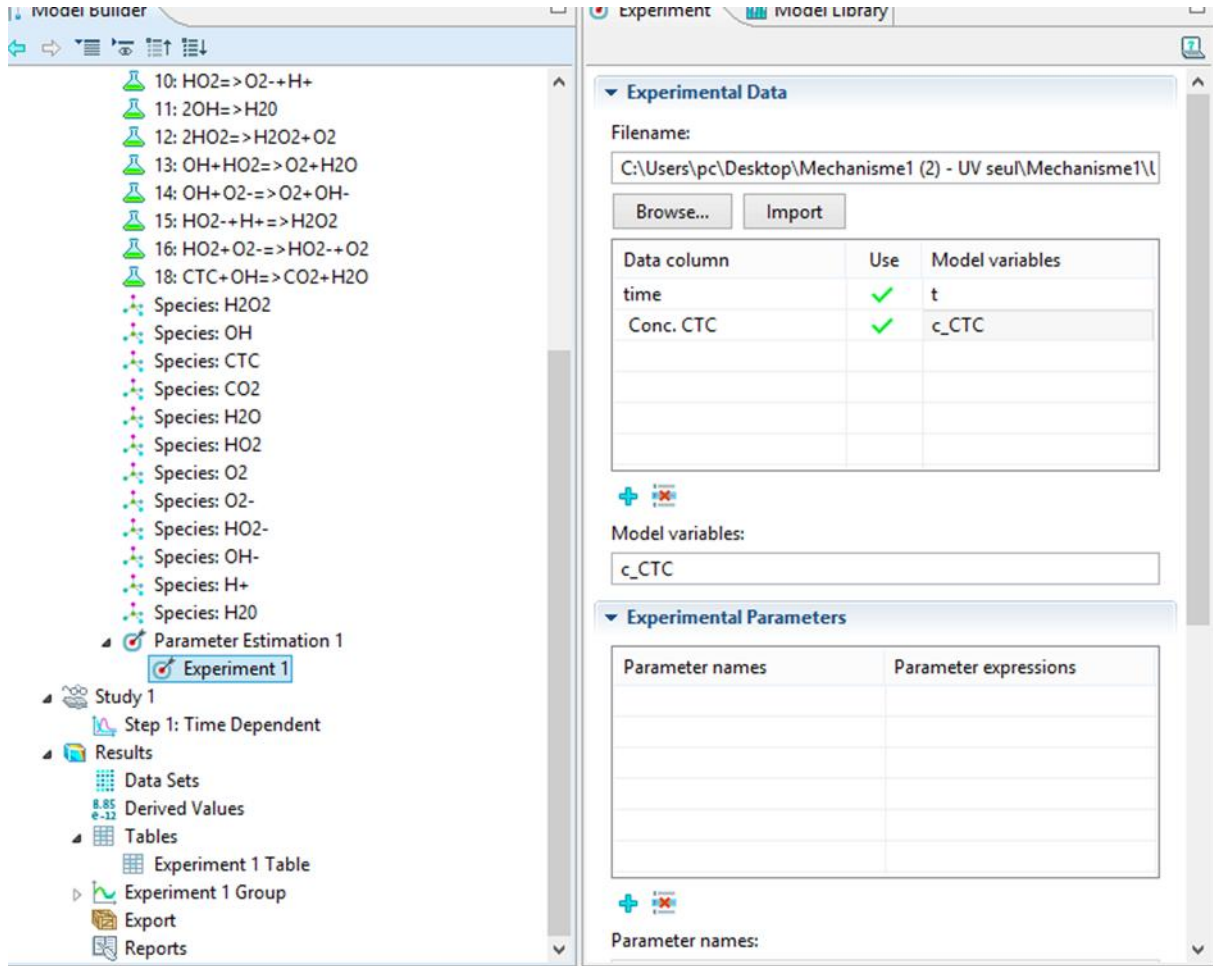 Model Builder
10: HO2=>O2-+H+
11: 2OH=>H20
12: 2HO2=>H2O2+O2
13: OH+HO2=>O2+H2O
14: OH+O2-=>O2+OH-
15: HO2-+H+=>H2O2
16: HO2+O2-=>HO2-+O2
18: CTC+OH=>CO2+H2O
Species: H2O2
Species: OH
Species: CTC
Species: CO2
Species: H2O
Species: HO2
Species: O2
Species: O2-
Species: HO2-
Species: OH-
Species: H+
Species: H20
Parameter Estimation 1
Experiment 1
Study 1
Step 1: Time Dependent
Results
Data Sets
8.85
e-12
Derived Values
Tables
Experiment 1 Table
Experiment 1 Group
Export
Reports
Experiment Model Library
Experimental Data
Filename:
C:\Users\pc\Desktop\Mechanisme1 (2) - UV seul\Mechanisme1\
Browse... Import
Data column Use Model variables
time t
Conc. CTC c_CTC
Model variables:
c_CTC
Experimental Parameters
Parameter names Parameter expressions
Parameter names: